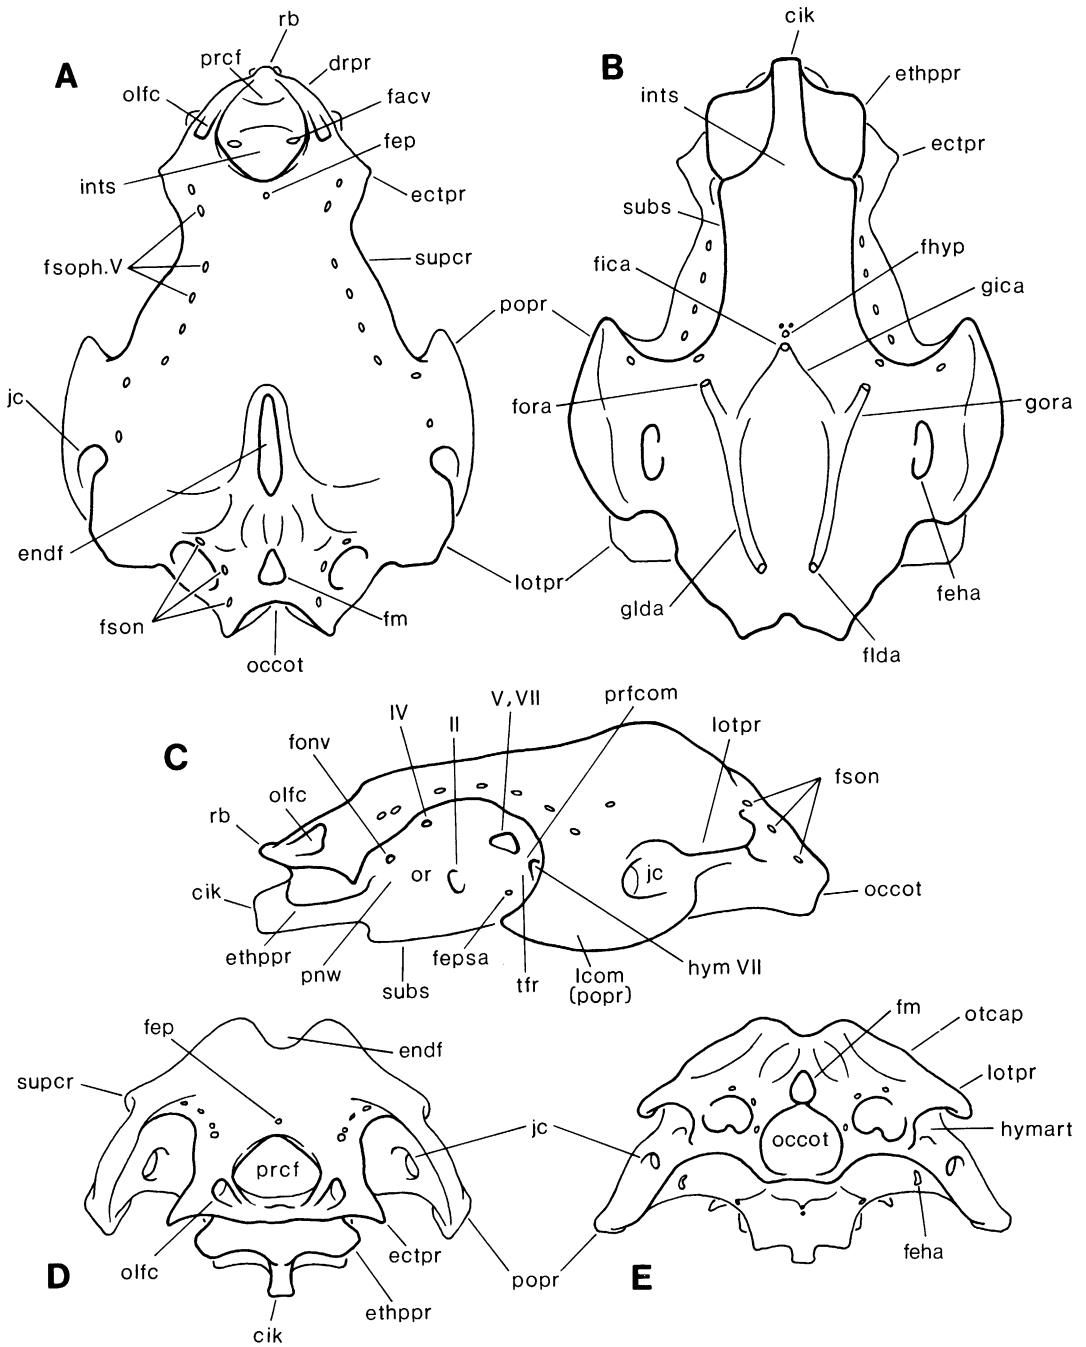 A
rb
prcf
drpr
olfc
facv
fep
ints
ectpr
fsoph.V
supcr
popr
jc
endf
lotpr
fson
fm
occot
B
cik
ethppr
ints
ectpr
subs
fhyp
fica
gica
fora
gora
glda
feha
flda
C
prfcom
V,VII
IV
II
lotpr
fonv
fson
olfc
rb
or
jc
cik
occot
ethppr
pnw
fepsa
subs
tfr
lcom
(popr)
hym VII
D
fep
endf
supcr
jc
prcf
olfc
ectpr
popr
ethppr
cik
E
fm
otcap
lotpr
hymart
occot
feha